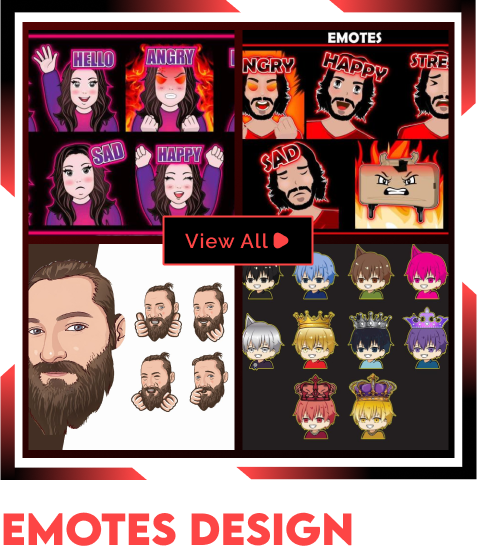 HELLO
ANGRY
SAD
HAPPY
EMOTES
NGRY
HAPPY
STRE
SAD
View All
EMOTES DESIGN